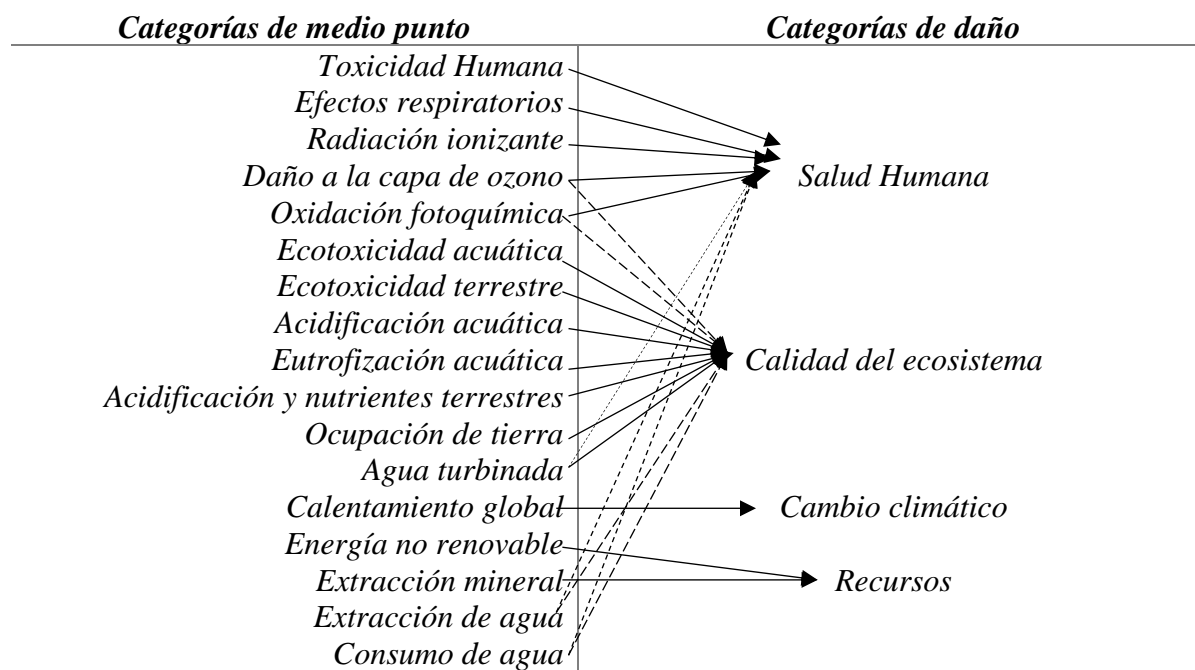 Categorías de medio punto Categorías de daño
Toxicidad Humana
Efectos respiratorios
Radiación ionizante
Daño a la capa de ozono Salud Humana
Oxidación fotoquímica
Ecotoxicidad acuática
Ecotoxicidad terrestre
Acidificación acuática
Eutrofización acuática Calidad del ecosistema
Acidificación y nutrientes terrestres
Ocupación de tierra
Agua turbinada
Calentamiento global Cambio climático
Energía no renovable
Extracción mineral Recursos
Extracción de agua
Consumo de agua